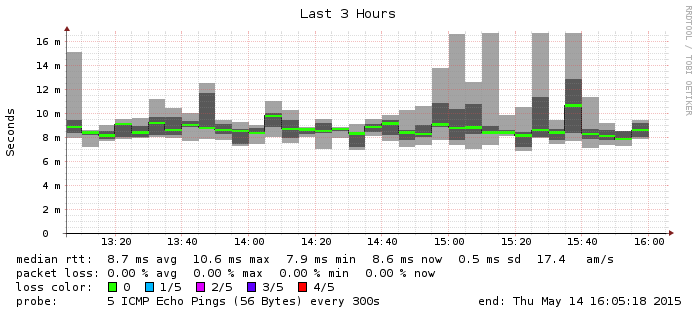 Last 3 Hours
RRDTOOL / TOBI OETIKER
Seconds
16 m
14 m
12 m
10 m
8 m
6 m
4 m
2 m
0
13:20 13:40 14:00 14:20 14:40 15:00 15:20 15:40 16:00
median rtt: 8.7 ms avg 10.6 ms max 7.9 ms min 8.6 ms now 0.5 ms sd 17.4 am/s
packet loss: 0.00 % avg 0.00 % max 0.00 % min 0.00 % now
loss color: 0 1/5 2/5 3/5 4/5
probe: 5 ICMP Echo Pings (56 Bytes) every 300s end: Thu May 14 16:05:18 2015